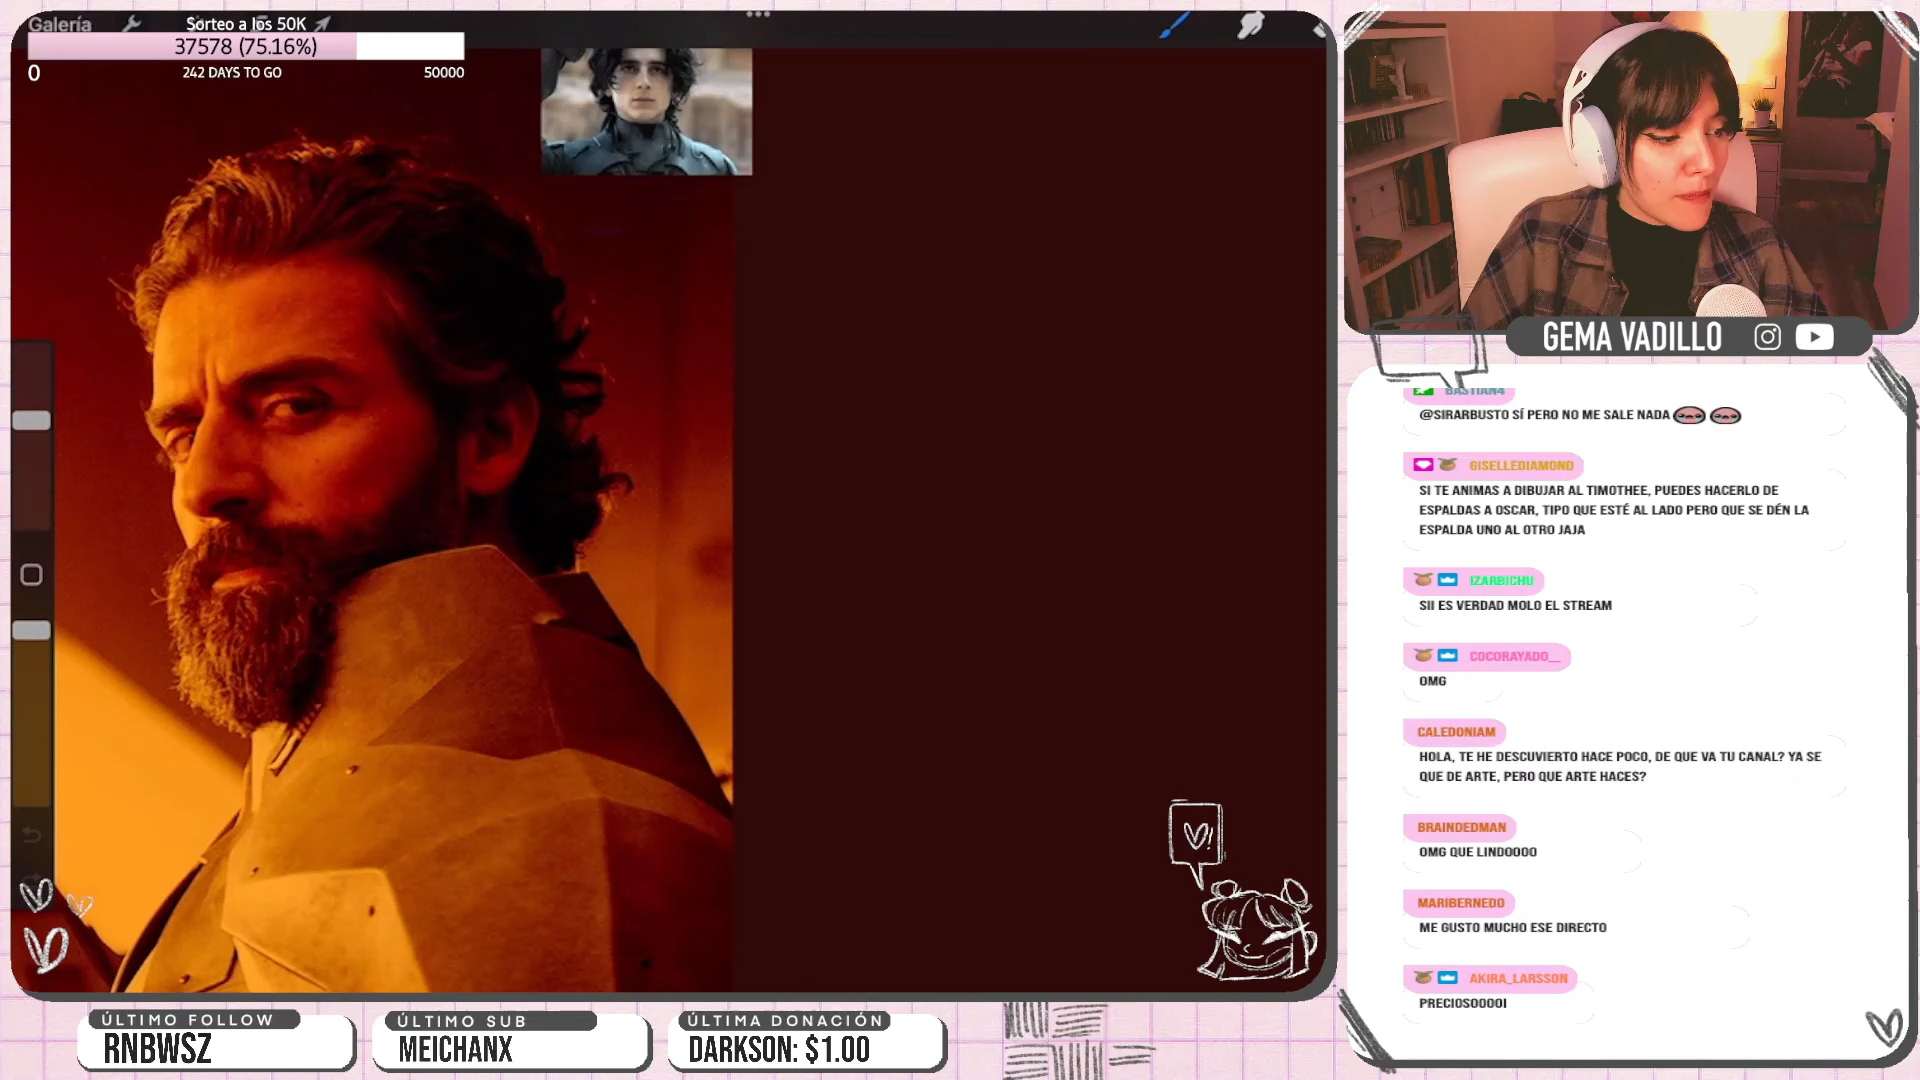 Galería
Sorteo a los 50K
37578 (75.16%)
0
242 DAYS TO GO
50000
GEMA VADILLO
BASTIAN4
@SIRARBUSTO SÍ PERO NO ME SALE NADA
GISELLEDIAMOND
SI TE ANIMAS A DIBUJAR AL TIMOTHEE, PUEDES HACERLO DE
ESPALDAS A OSCAR, TIPO QUE ESTÉ AL LADO PERO QUE SE DÉN LA
ESPALDA UNO AL OTRO JAJA
IZARBICHU
SII ES VERDAD MOLO EL STREAM
COCORAYADO__
OMG
CALEDONIAM
HOLA, TE HE DESCUVIERTO HACE POCO, DE QUE VA TU CANAL? YA SE
QUE DE ARTE, PERO QUE ARTE HACES?
BRAINDEDMAN
OMG QUE LINDOOOO
MARIBERNEDO
ME GUSTO MUCHO ESE DIRECTO
AKIRA_LARSSON
PRECIOSOOOOI
ÚLTIMO FOLLOW
RNBWSZ
ÚLTIMO SUB
MEICHANX
ÚLTIMA DONACIÓN
DARKSON: $1.00